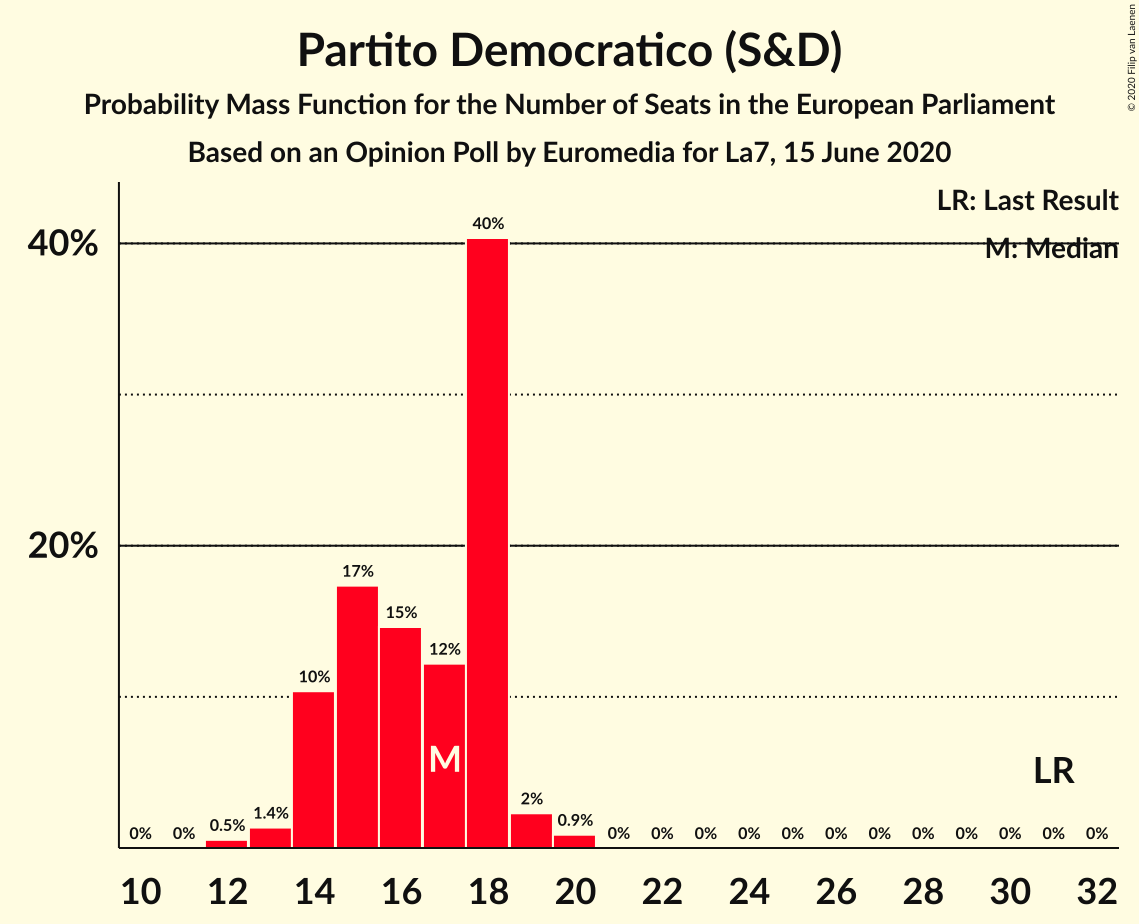 Partito Democratico (S&D)
Probability Mass Function for the Number of Seats in the European Parliament
Based on an Opinion Poll by Euromedia for La7, 15 June 2020
© 2020 Filip van Laenen
LR: Last Result
M: Median
40%
20%
0% 0% 0.5% 1.4% 10% 17% 15% 12% 40% 2% 0.9% 0% 0% 0% 0% 0% 0% 0% 0% 0% 0% 0% 0%
M
LR
10 12 14 16 18 20 22 24 26 28 30 32